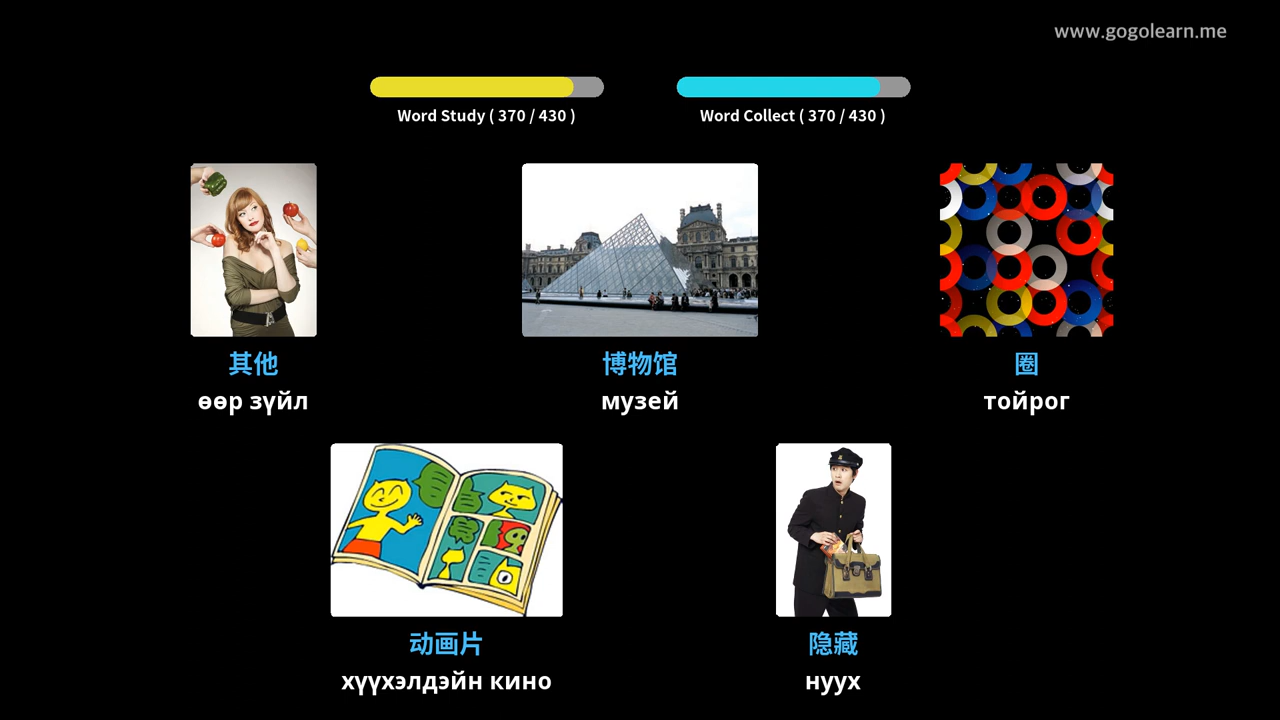 www.gogolearn.me
Word Study ( 370 / 430 )
Word Collect ( 370 / 430 )
其他
өөр зүйл
博物馆
музей
圈
тойрог
动画片
хүүхэлдэйн кино
隐藏
нуух